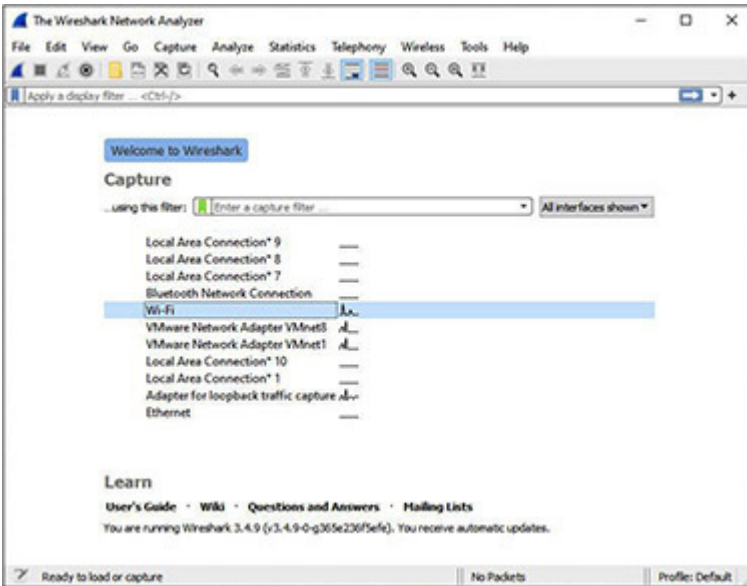 The Wireshark Network Analyzer
File Edit View Go Capture Analyze Statistics Telephony Wireless Tools Help
Apply a display filter ... <Ctrl-/>
Welcome to Wireshark
Capture
...using this filter: Enter a capture filter ... All interfaces shown
Local Area Connection* 9
Local Area Connection* 8
Local Area Connection* 7
Bluetooth Network Connection
Wi-Fi
VMware Network Adapter VMnet8
VMware Network Adapter VMnet1
Local Area Connection* 10
Local Area Connection* 1
Adapter for loopback traffic capture
Ethernet
Learn
User's Guide · Wiki · Questions and Answers · Mailing Lists
You are running Wireshark 3.4.9 (v3.4.9-0-g365e236f5efe). You receive automatic updates.
Ready to load or capture No Packets Profile: Default